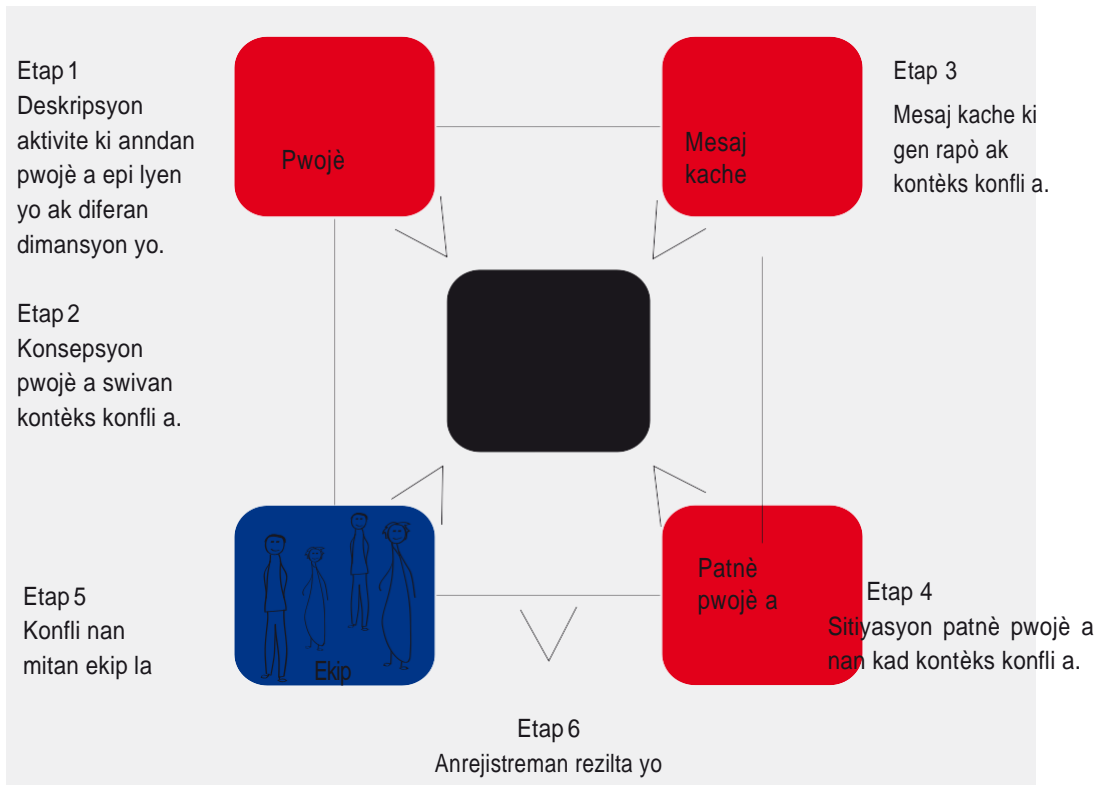 Etap 1
Deskripsyon
aktivite ki anndan
pwojè a epi lyen
yo ak diferan
dimansyon yo.
Etap 2
Konsepsyon
pwojè a swivan
kontèks konfli a.
Pwojè
Mesaj
kache
Etap 3
Mesaj kache ki
gen rapò ak
kontèks konfli a.
Patnè
pwojè a
Etap 4
Sitiyasyon patnè pwojè a
nan kad kontèks konfli a.
Etap 5
Konfli nan
mitan ekip la
Ekip
Etap 6
Anrejistreman rezilta yo